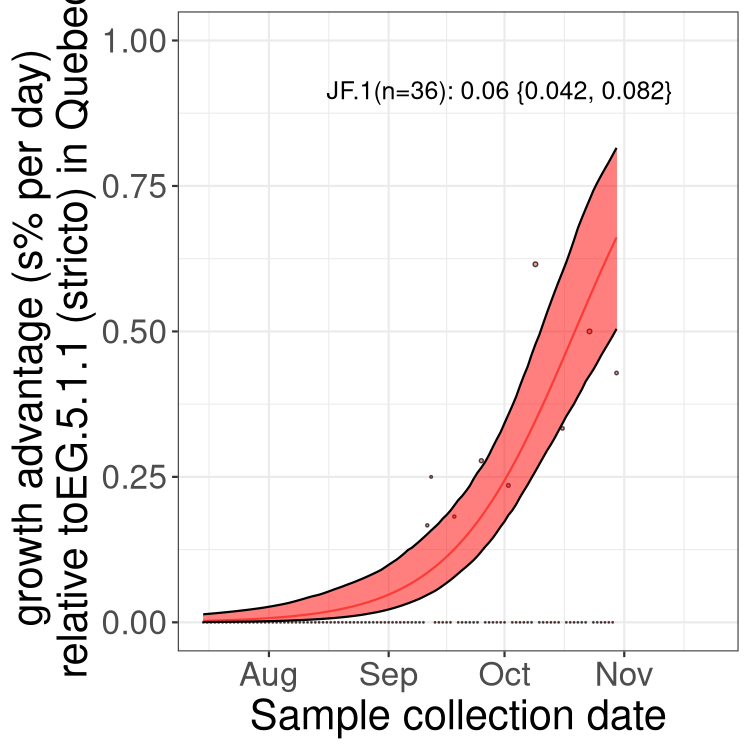 growth advantage (s% per day)
relative toEG.5.1.1 (stricto) in Quebec
1.00
0.75
0.50
0.25
0.00
JF.1(n=36): 0.06 {0.042, 0.082}
Aug Sep Oct Nov
Sample collection date